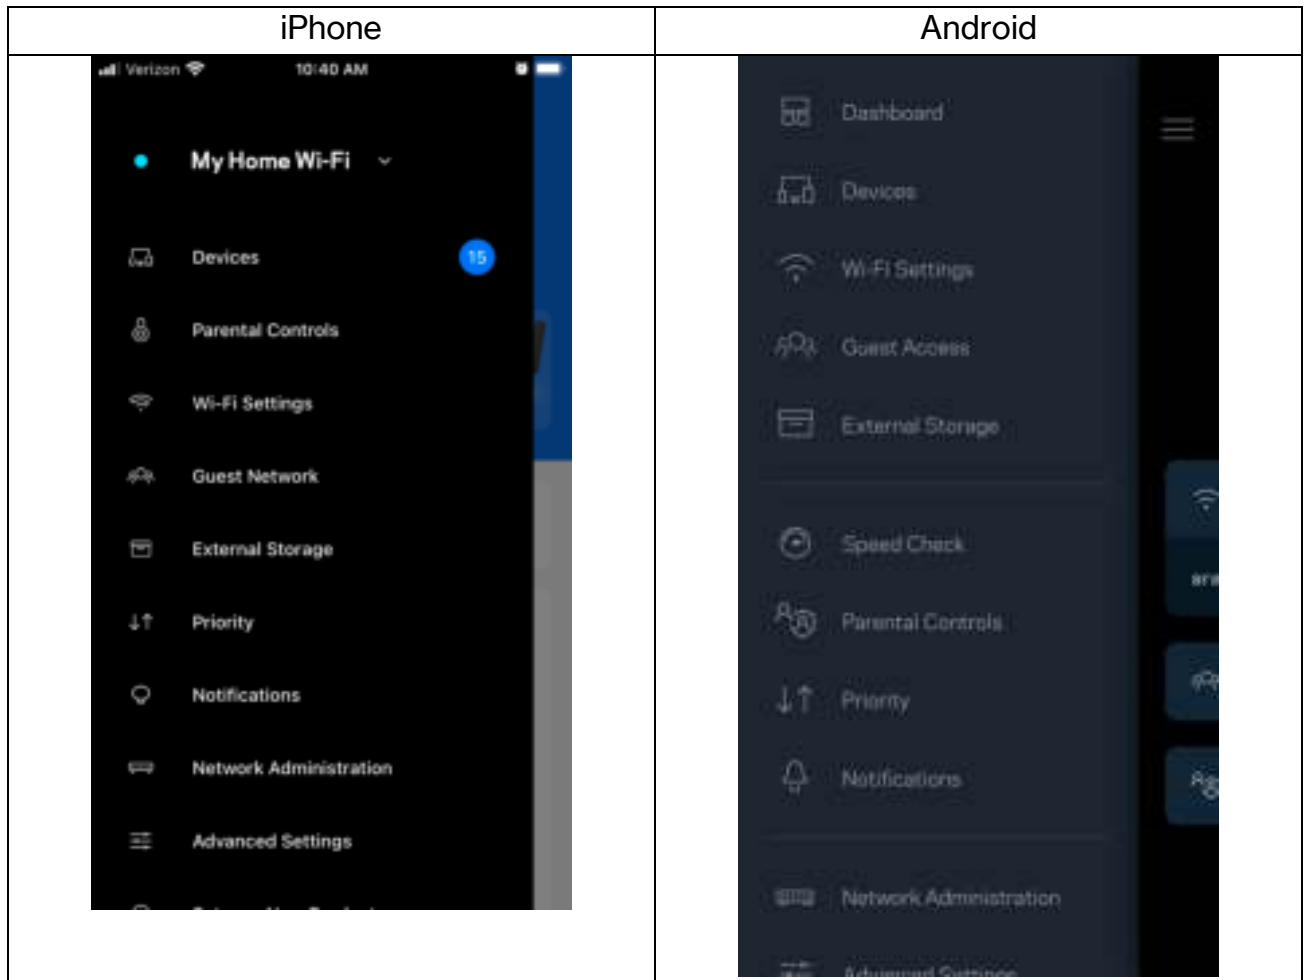 iPhone
Android
Verizon 10:40 AM
My Home Wi-Fi
Devices 15
Parental Controls
Wi-Fi Settings
Guest Network
External Storage
Priority
Notifications
Network Administration
Advanced Settings
Dashboard
Devices
Wi-Fi Settings
Guest Access
External Storage
Speed Check
Parental Controls
Priority
Notifications
Network Administration
Advanced Settings